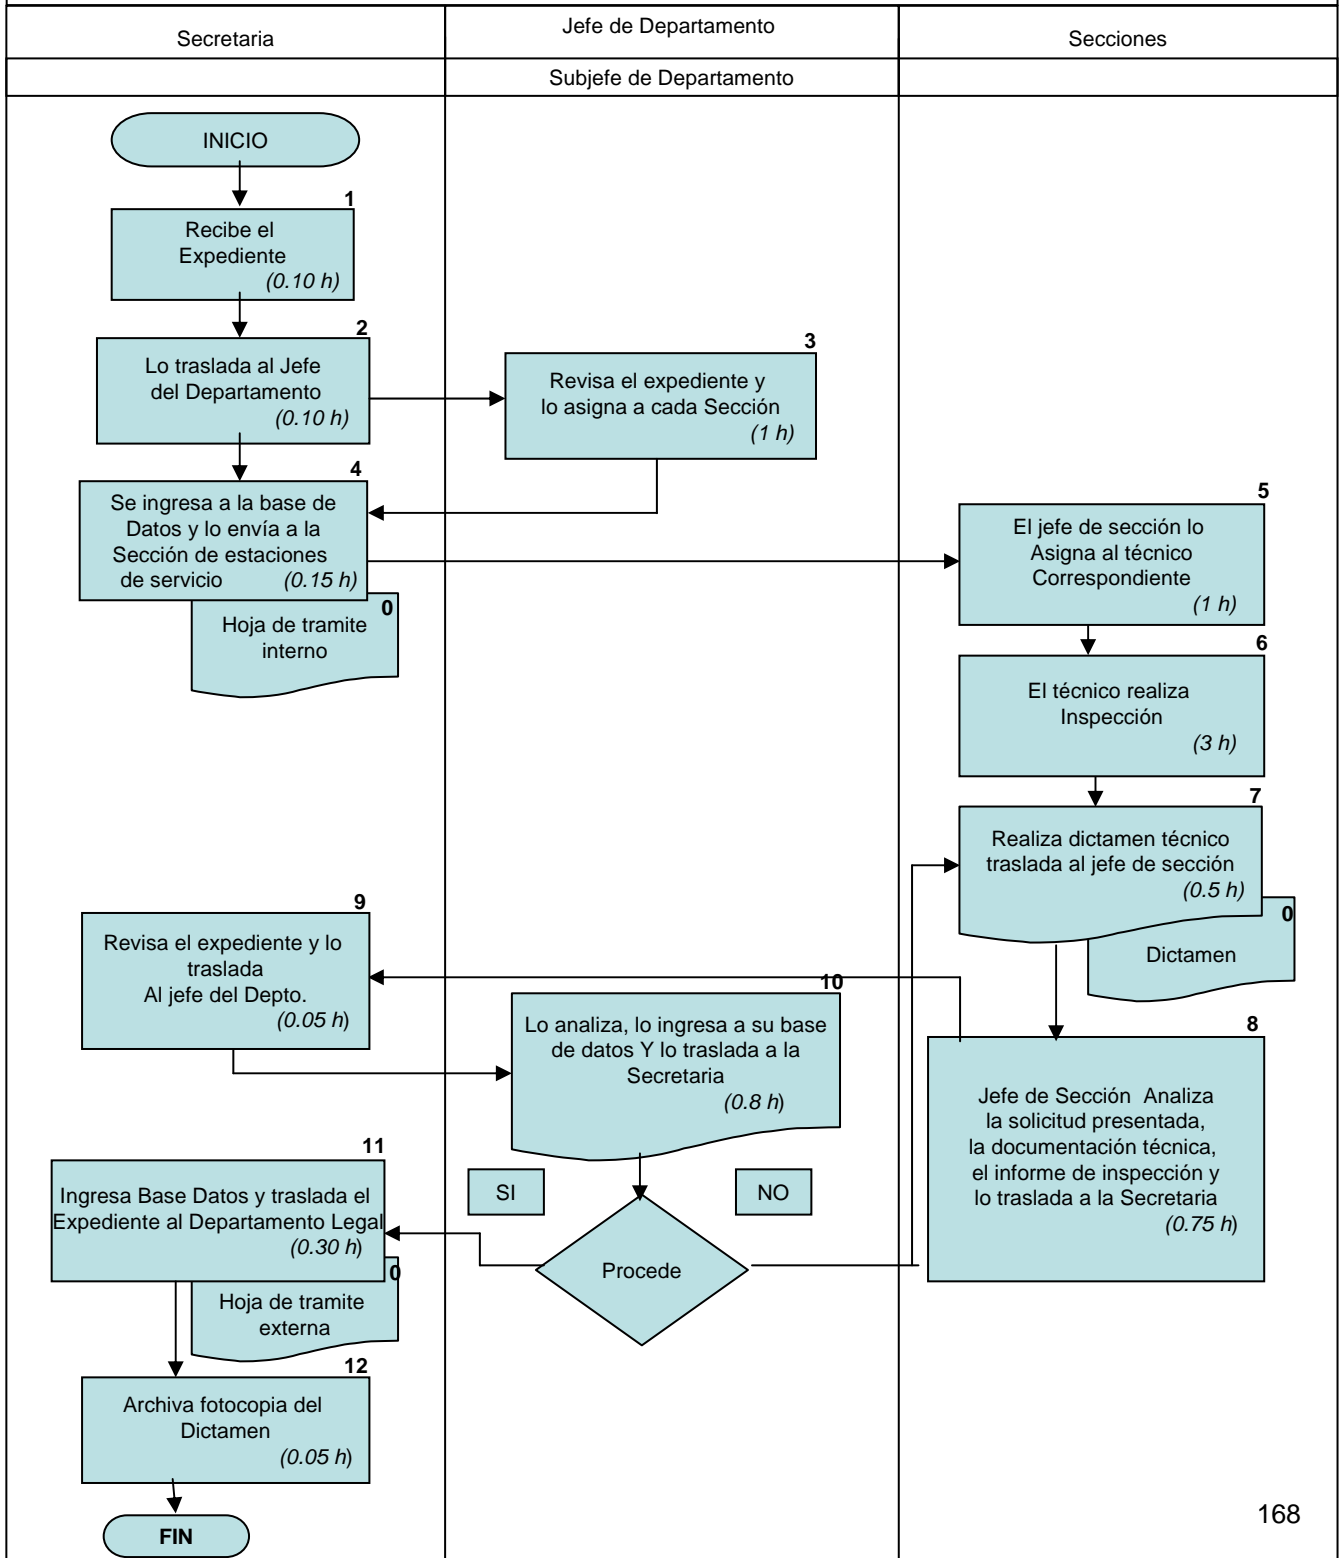 Secretaria
Jefe de Departamento
Secciones
Subjefe de Departamento
INICIO
1
Recibe el
Expediente
(0.10 h)
2
Lo traslada al Jefe
del Departamento
(0.10 h)
3
Revisa el expediente y
lo asigna a cada Sección
(1 h)
4
Se ingresa a la base de
Datos y lo envía a la
Sección de estaciones
de servicio (0.15 h)
0
Hoja de tramite
interno
5
El jefe de sección lo
Asigna al técnico
Correspondiente
(1 h)
6
El técnico realiza
Inspección
(3 h)
7
Realiza dictamen técnico
traslada al jefe de sección
(0.5 h)
0
Dictamen
8
Jefe de Sección Analiza
la solicitud presentada,
la documentación técnica,
el informe de inspección y
lo traslada a la Secretaria
(0.75 h)
9
Revisa el expediente y lo
traslada
Al jefe del Depto.
(0.05 h)
10
Lo analiza, lo ingresa a su base
de datos Y lo traslada a la
Secretaria
(0.8 h)
SI
NO
Procede
11
Ingresa Base Datos y traslada el
Expediente al Departamento Legal
(0.30 h)
0
Hoja de tramite
externa
12
Archiva fotocopia del
Dictamen
(0.05 h)
FIN
168